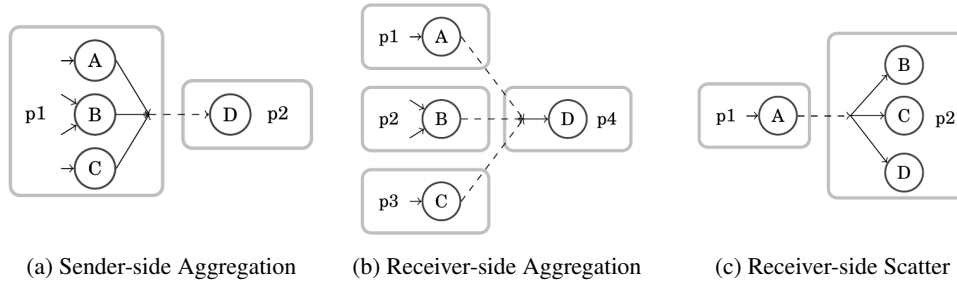 A
p1 B D p2
C
(a) Sender-side Aggregation
p1 A
p2 B D p4
p3 C
(b) Receiver-side Aggregation
B
p1 A C p2
D
(c) Receiver-side Scatter